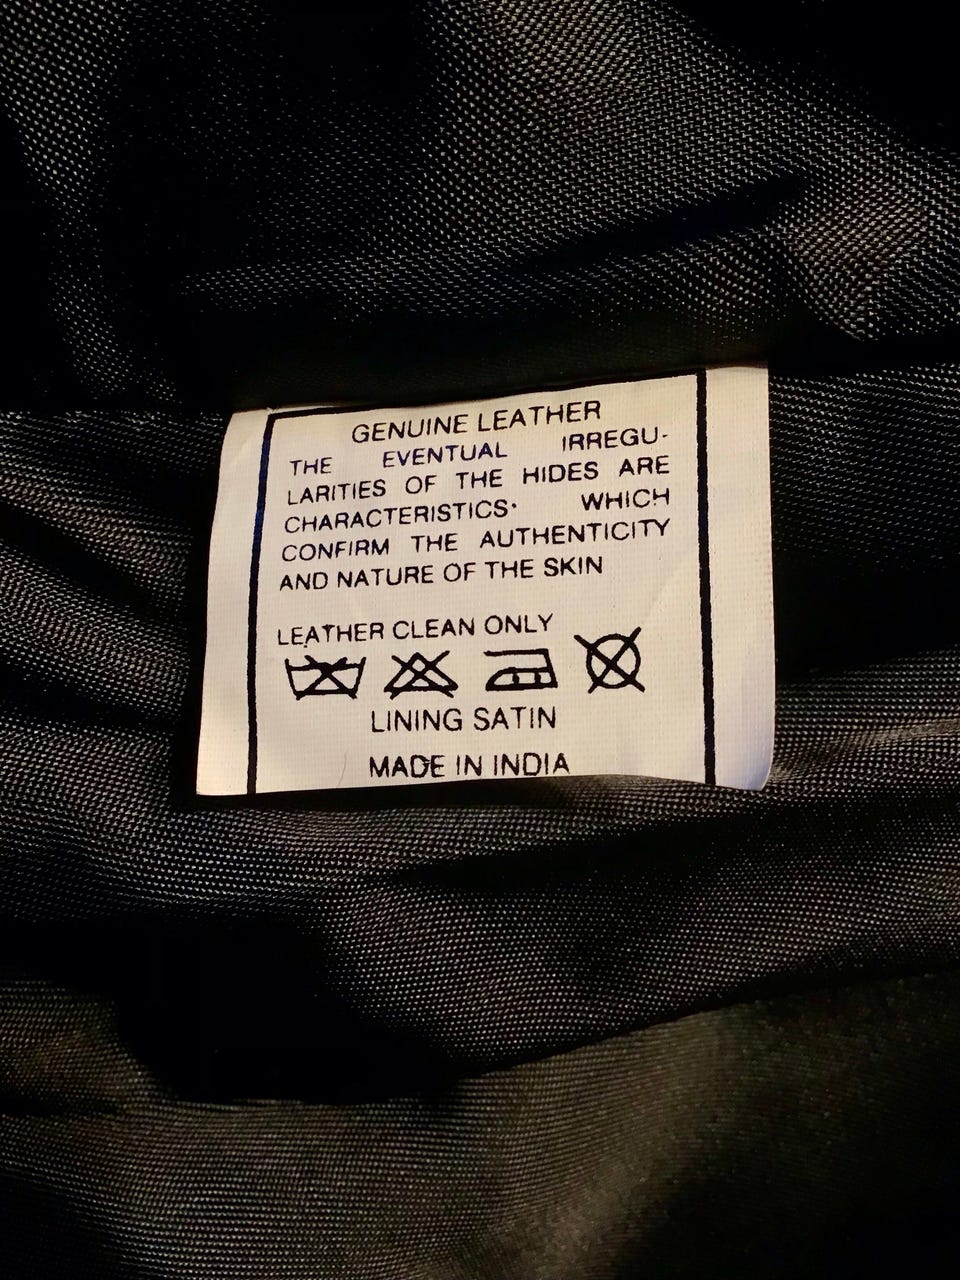 GENUINE LEATHER
THE EVENTUAL IRREGU-
LARITIES OF THE HIDES ARE
CHARACTERISTICS· WHICH
CONFIRM THE AUTHENTICITY
AND NATURE OF THE SKIN
LEATHER CLEAN ONLY
LINING SATIN
MADE IN INDIA